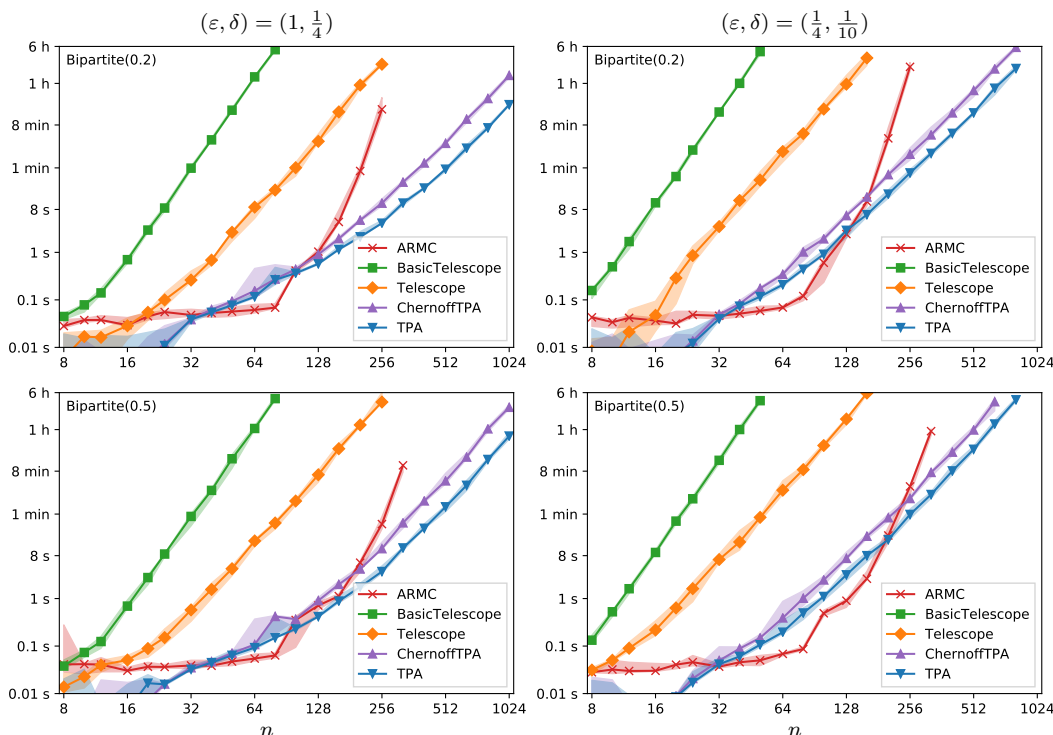 (ε, δ) = (1, 1/4)
(ε, δ) = (1/4, 1/10)
Bipartite(0.2)
6 h
1 h
8 min
1 min
8 s
1 s
0.1 s
0.01 s
8 16 32 64 128 256 512 1024
ARMC
BasicTelescope
Telescope
ChernoffTPA
TPA
Bipartite(0.2)
6 h
1 h
8 min
1 min
8 s
1 s
0.1 s
0.01 s
8 16 32 64 128 256 512 1024
ARMC
BasicTelescope
Telescope
ChernoffTPA
TPA
Bipartite(0.5)
6 h
1 h
8 min
1 min
8 s
1 s
0.1 s
0.01 s
8 16 32 64 128 256 512 1024
n
ARMC
BasicTelescope
Telescope
ChernoffTPA
TPA
Bipartite(0.5)
6 h
1 h
8 min
1 min
8 s
1 s
0.1 s
0.01 s
8 16 32 64 128 256 512 1024
n
ARMC
BasicTelescope
Telescope
ChernoffTPA
TPA